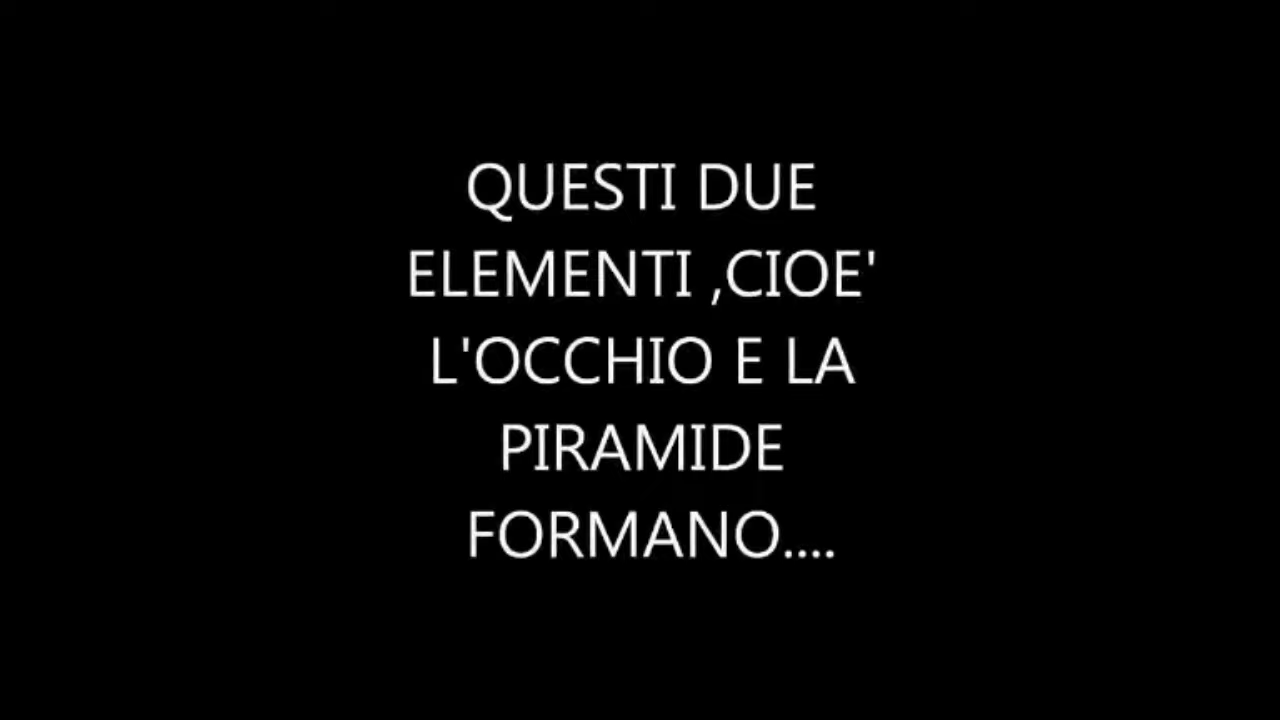 QUESTI DUE
ELEMENTI ,CIOE'
L'OCCHIO E LA
PIRAMIDE
FORMANO....